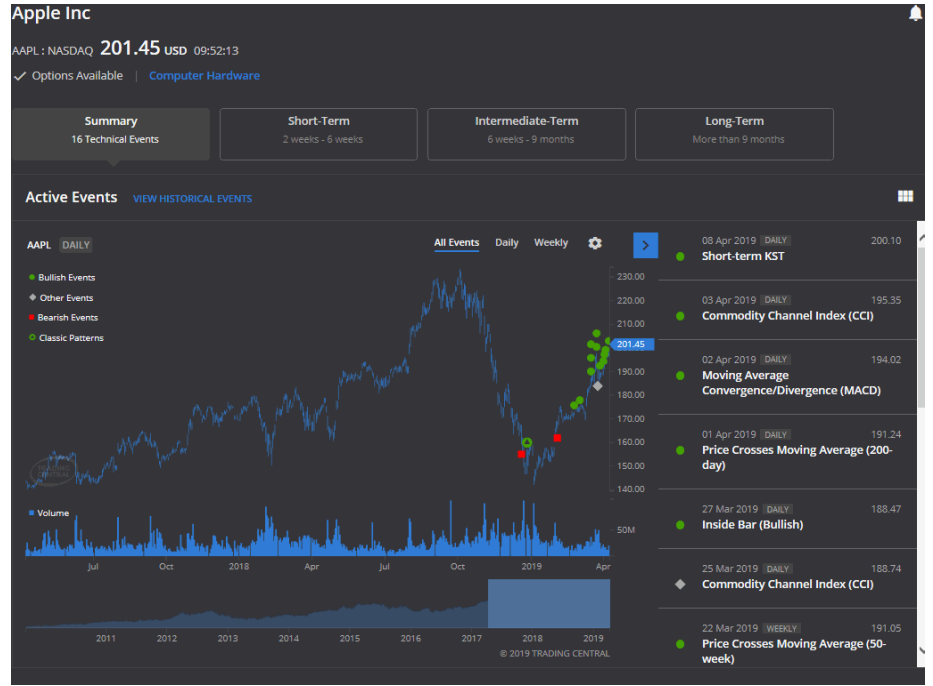 Apple Inc
AAPL : NASDAQ 201.45 USD 09:52:13
Options Available | Computer Hardware
Summary
16 Technical Events
Short-Term
2 weeks - 6 weeks
Intermediate-Term
6 weeks - 9 months
Long-Term
More than 9 months
Active Events VIEW HISTORICAL EVENTS
AAPL DAILY
All Events Daily Weekly
Bullish Events
Other Events
Bearish Events
Classic Patterns
230.00
220.00
210.00
201.45
190.00
180.00
170.00
160.00
150.00
140.00
TRADING
CENTRAL
Volume
50M
Jul Oct 2018 Apr Jul Oct 2019 Apr
2011 2012 2013 2014 2015 2016 2017 2018 2019
© 2019 TRADING CENTRAL
08 Apr 2019 DAILY 200.10
Short-term KST
03 Apr 2019 DAILY 195.35
Commodity Channel Index (CCI)
02 Apr 2019 DAILY 194.02
Moving Average
Convergence/Divergence (MACD)
01 Apr 2019 DAILY 191.24
Price Crosses Moving Average (200-
day)
27 Mar 2019 DAILY 188.47
Inside Bar (Bullish)
25 Mar 2019 DAILY 188.74
Commodity Channel Index (CCI)
22 Mar 2019 WEEKLY 191.05
Price Crosses Moving Average (50-
week)